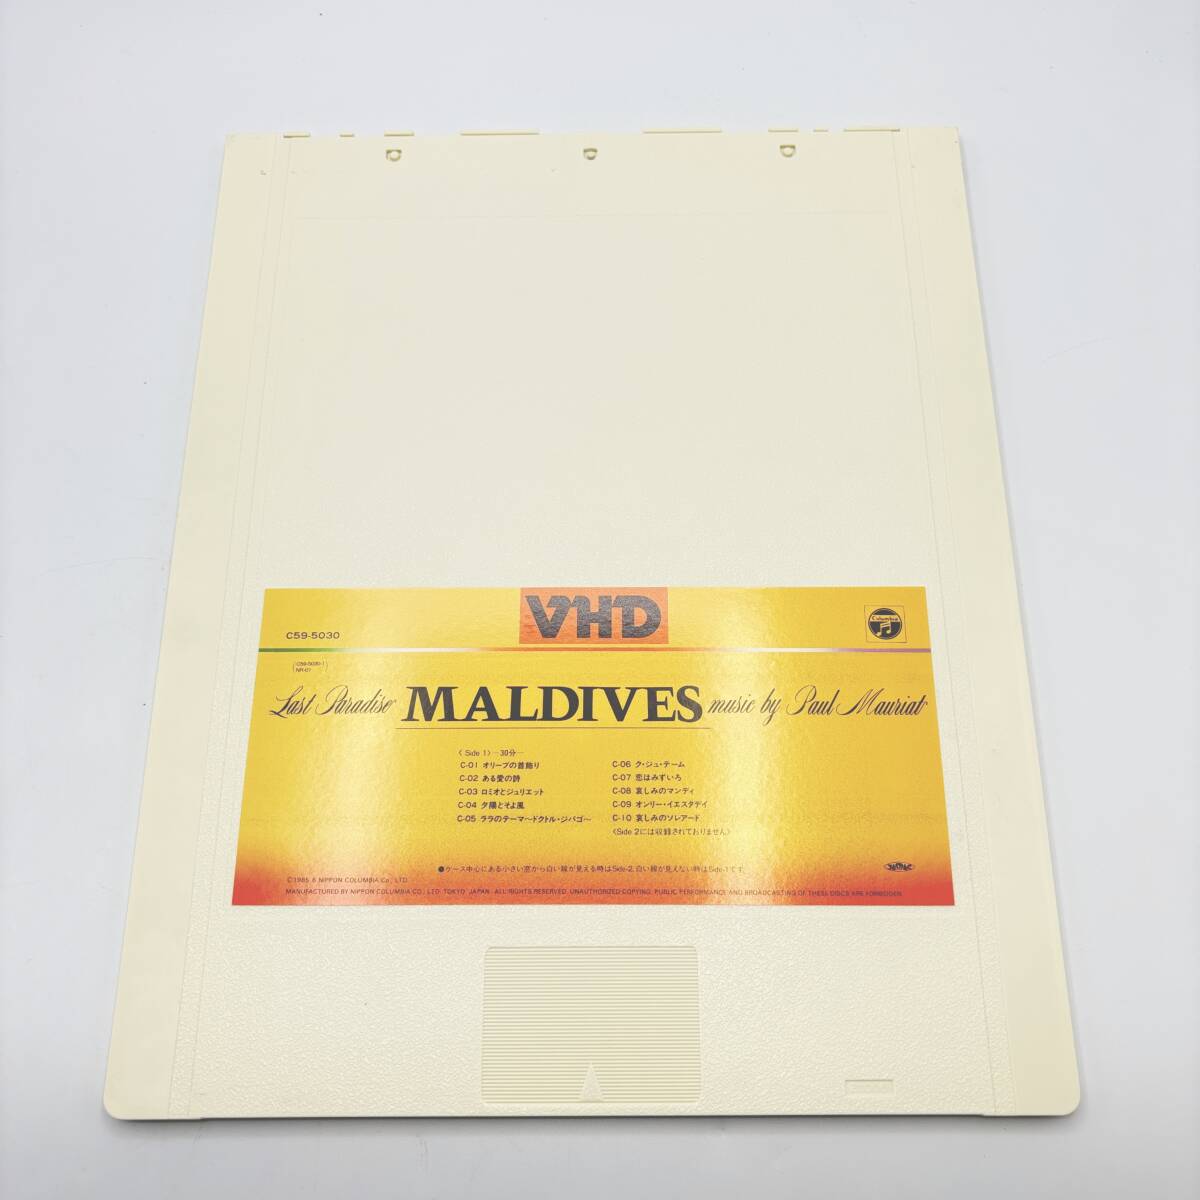 VHD
C59-5030
Columbia
(C59-5030-1
NR-01)
Last Paradise MALDIVES music by Paul Mauriat
〈Side 1〉—30分—
C-01 オリーブの首飾り
C-02 ある愛の詩
C-03 ロミオとジュリエット
C-04 夕陽とそよ風
C-05 ララのテーマ〜ドクトル・ジバゴ〜
C-06 ク・ジュ・テーム
C-07 恋はみずいろ
C-08 哀しみのマンディ
C-09 オンリー・イエスタデイ
C-10 哀しみのソレアード
〈Side 2には収録されておりません〉
●ケース中心にある小さい窓から白い線が見える時はSide-2, 白い線が見えない時はSide-1です。
©1985. 6 NIPPON COLUMBIA Co., LTD.
MANUFACTURED BY NIPPON COLUMBIA CO., LTD. TOKYO, JAPAN. ALL RIGHTS RESERVED. UNAUTHORIZED COPYING, PUBLIC PERFORMANCE AND BROADCASTING OF THESE DISCS ARE FORBIDDEN.